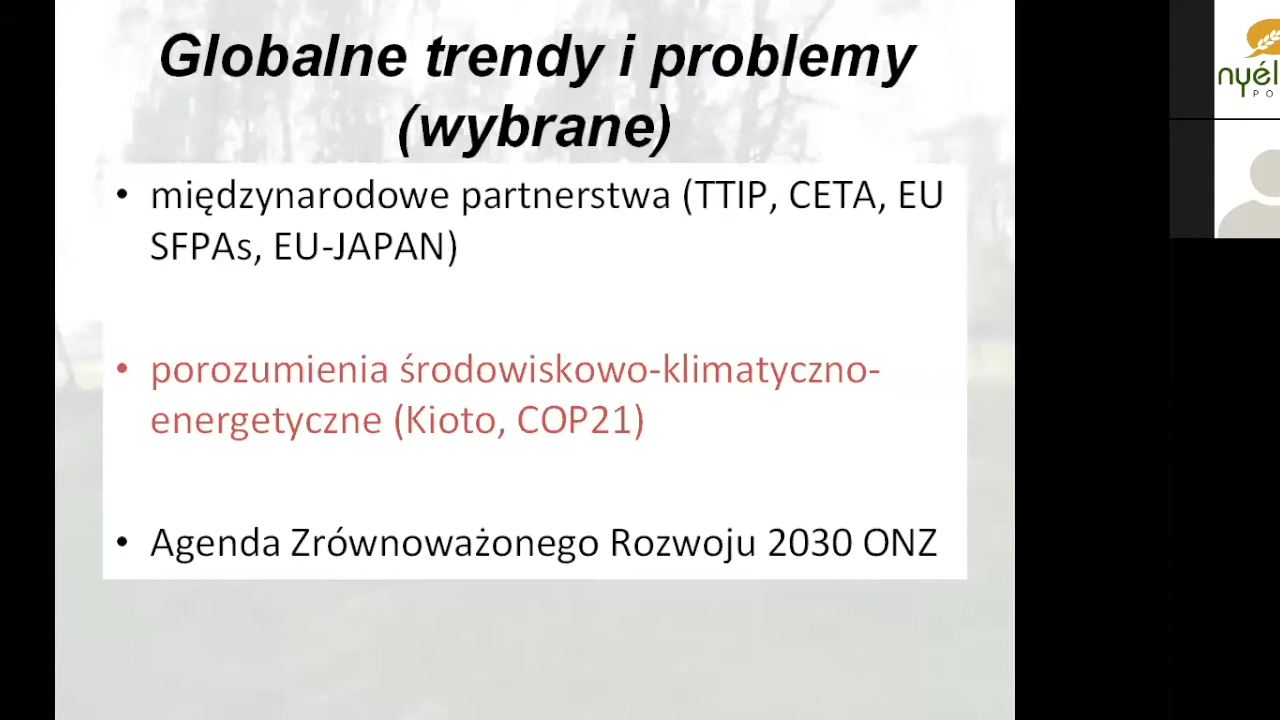 Globalne trendy i problemy
(wybrane)
• międzynarodowe partnerstwa (TTIP, CETA, EU
SFPAs, EU-JAPAN)
• porozumienia środowiskowo-klimatyczno-
energetyczne (Kioto, COP21)
• Agenda Zrównoważonego Rozwoju 2030 ONZ